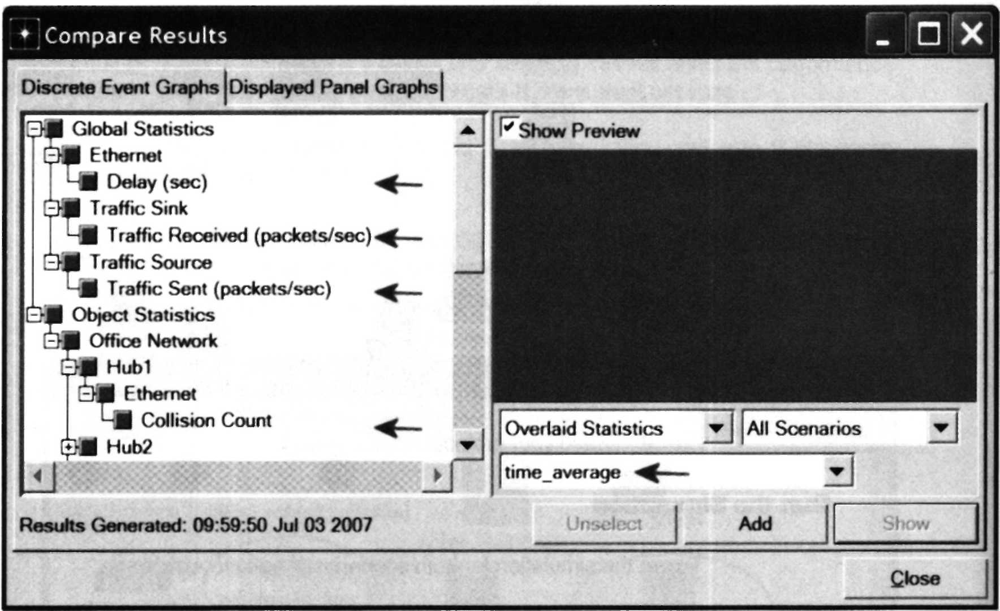 Compare Results
Discrete Event Graphs
Displayed Panel Graphs
Global Statistics
Ethernet
Delay (sec)
Traffic Sink
Traffic Received (packets/sec)
Traffic Source
Traffic Sent (packets/sec)
Object Statistics
Office Network
Hub1
Ethernet
Collision Count
Hub2
Show Preview
Overlaid Statistics
All Scenarios
time_average
Results Generated: 09:59:50 Jul 03 2007
Unselect
Add
Show
Close